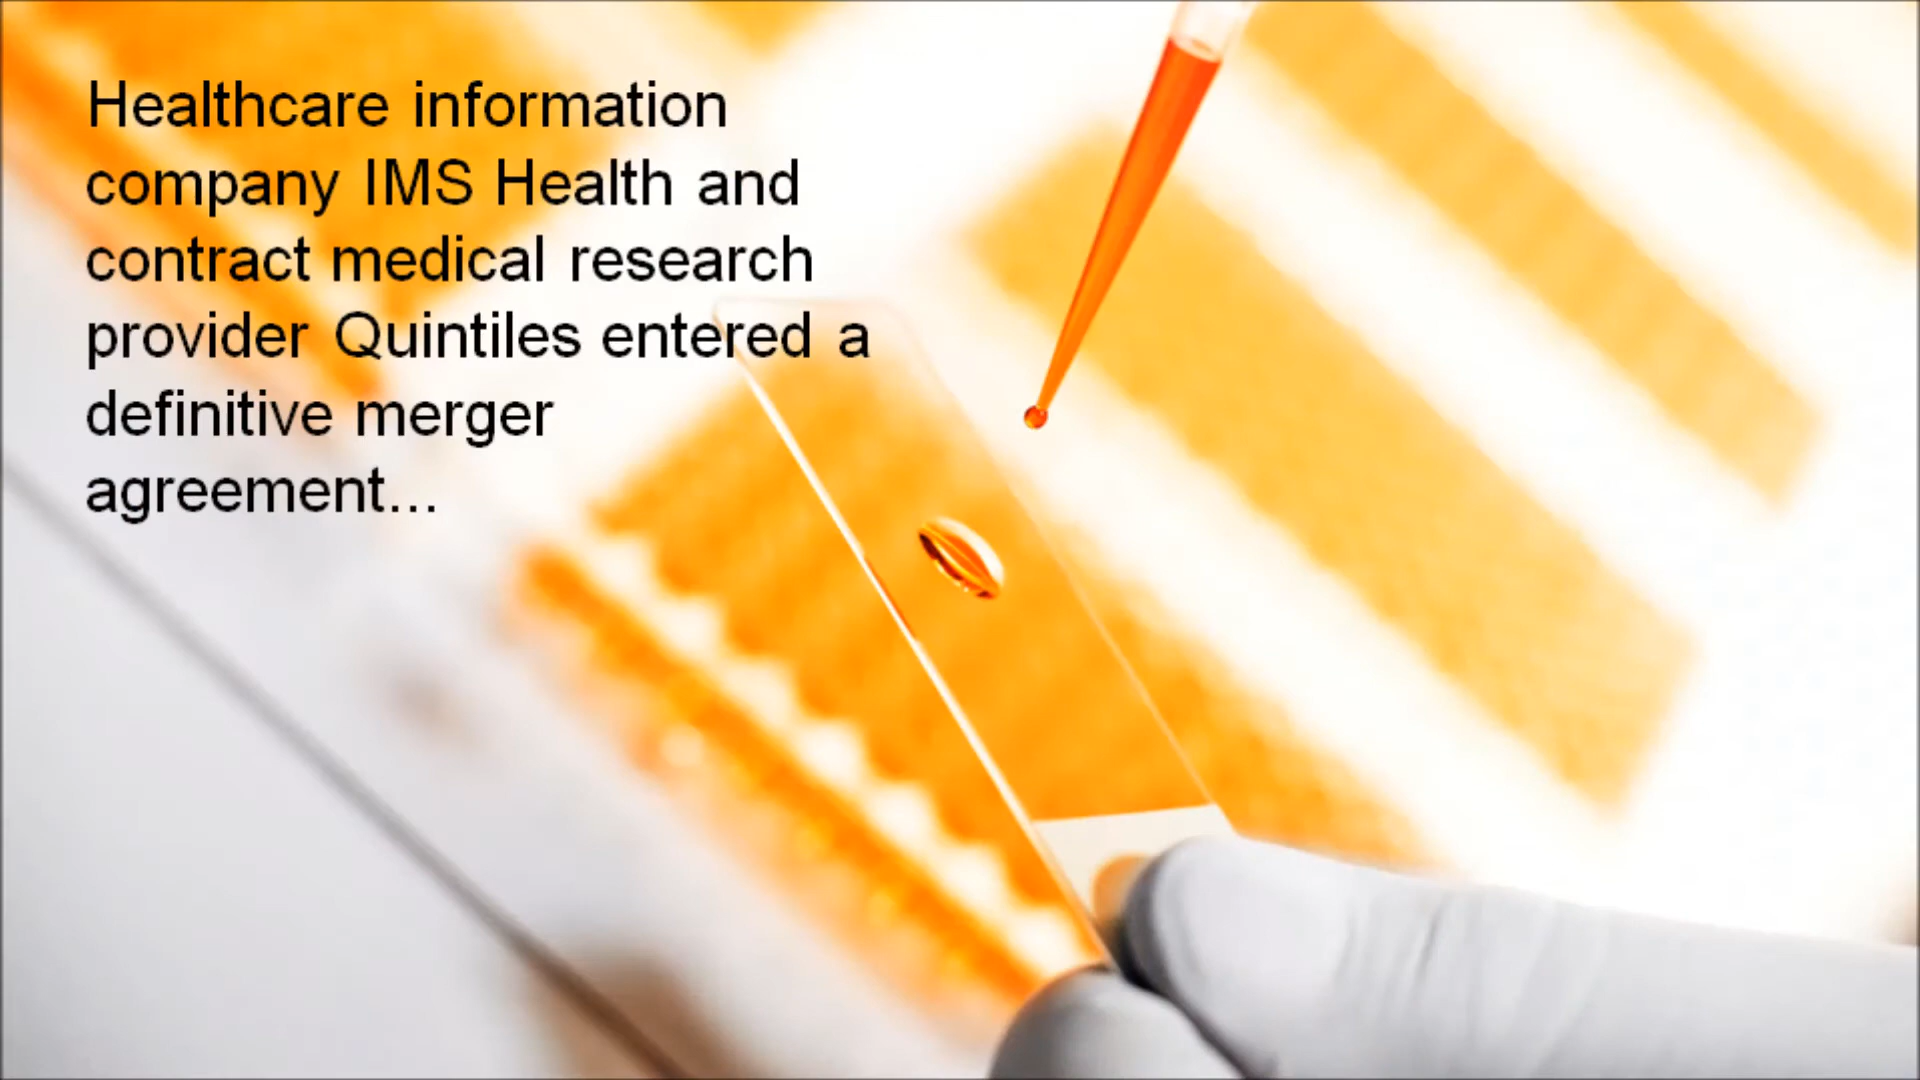 Healthcare information
company IMS Health and
contract medical research
provider Quintiles entered a
definitive merger
agreement...